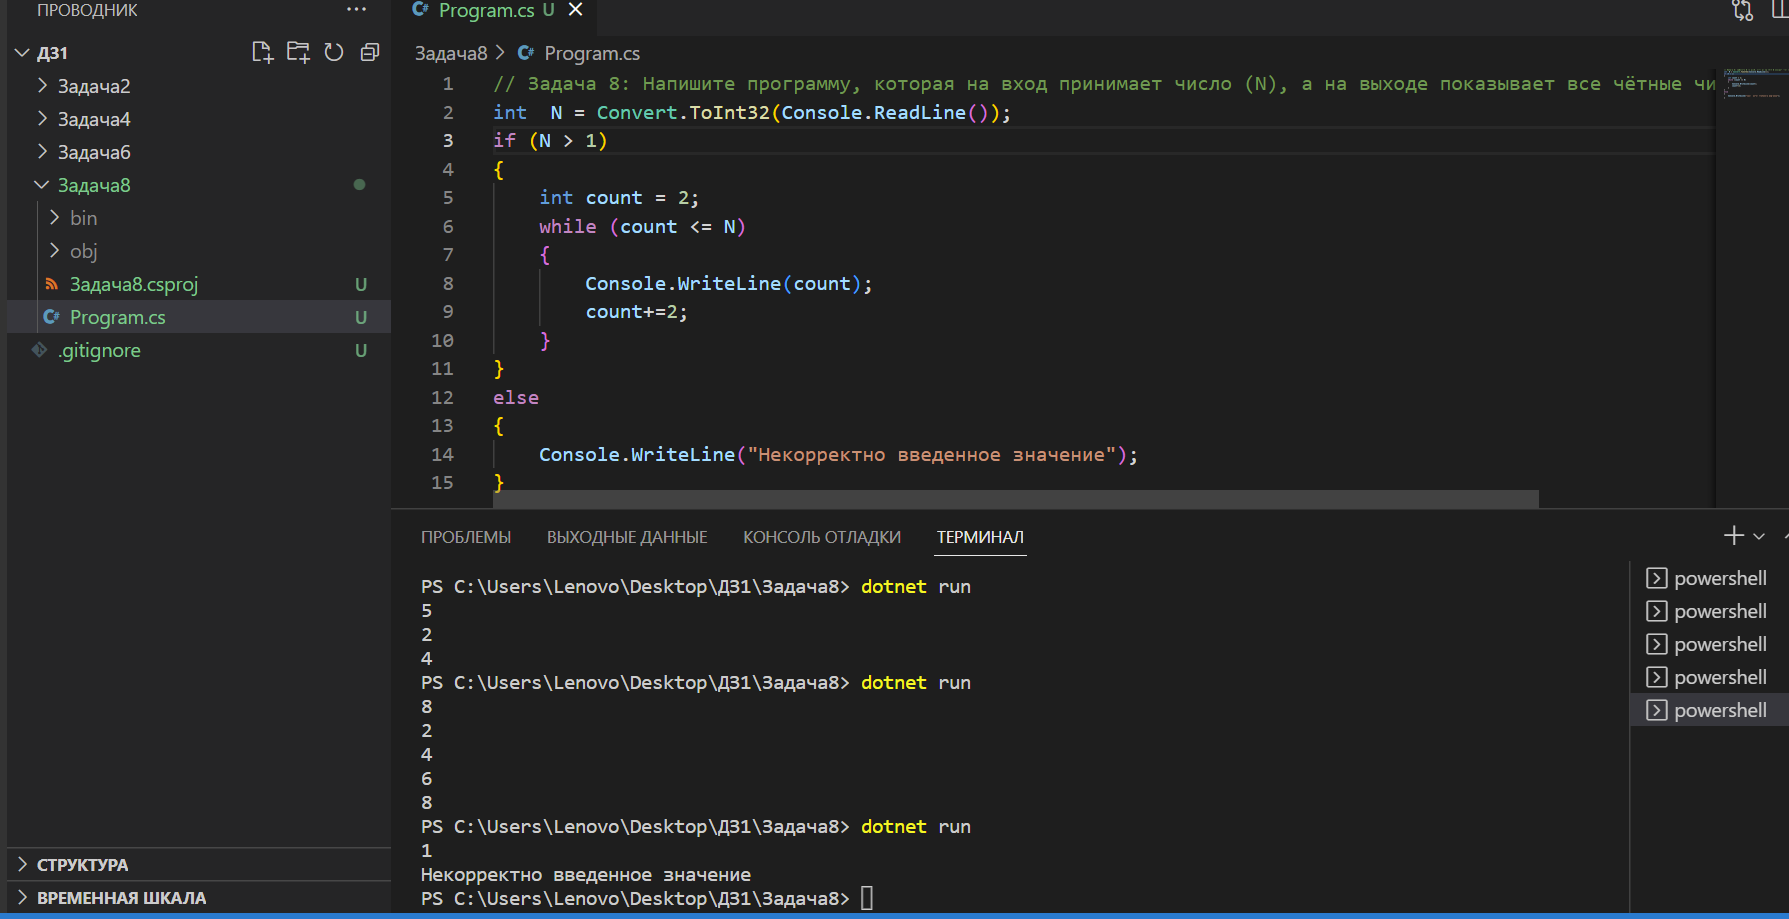 ПРОВОДНИК ···
ДЗ1
Задача2
Задача4
Задача6
Задача8
bin
obj
Задача8.csproj U
C# Program.cs U
.gitignore U
СТРУКТУРА
ВРЕМЕННАЯ ШКАЛА
C# Program.cs U
Задача8 > C# Program.cs
1 // Задача 8: Напишите программу, которая на вход принимает число (N), а на выходе показывает все чётные чи
2 int  N = Convert.ToInt32(Console.ReadLine());
3 if (N > 1)
4 {
5     int count = 2;
6     while (count <= N)
7     {
8         Console.WriteLine(count);
9         count+=2;
10     }
11 }
12 else
13 {
14     Console.WriteLine("Некорректно введенное значение");
15 }
ПРОБЛЕМЫ ВЫХОДНЫЕ ДАННЫЕ КОНСОЛЬ ОТЛАДКИ ТЕРМИНАЛ
PS C:\Users\Lenovo\Desktop\ДЗ1\Задача8> dotnet run
5
2
4
PS C:\Users\Lenovo\Desktop\ДЗ1\Задача8> dotnet run
8
2
4
6
8
PS C:\Users\Lenovo\Desktop\ДЗ1\Задача8> dotnet run
1
Некорректно введенное значение
PS C:\Users\Lenovo\Desktop\ДЗ1\Задача8>
powershell
powershell
powershell
powershell
powershell